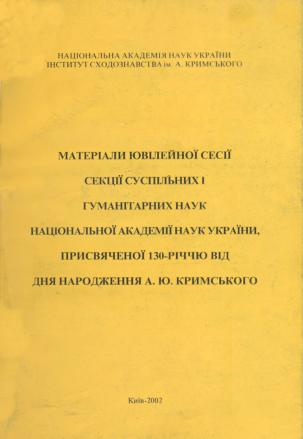 НАЦІОНАЛЬНА АКАДЕМІЯ НАУК УКРАЇНИ
ІНСТИТУТ СХОДОЗНАВСТВА ім. А. КРИМСЬКОГО
МАТЕРІАЛИ ЮВІЛЕЙНОЇ СЕСІЇ
СЕКЦІЇ СУСПІЛЬНИХ І
ГУМАНІТАРНИХ НАУК
НАЦІОНАЛЬНОЇ АКАДЕМІЇ НАУК УКРАЇНИ,
ПРИСВЯЧЕНОЇ 130-РІЧЧЮ ВІД
ДНЯ НАРОДЖЕННЯ А. Ю. КРИМСЬКОГО
Київ-2002